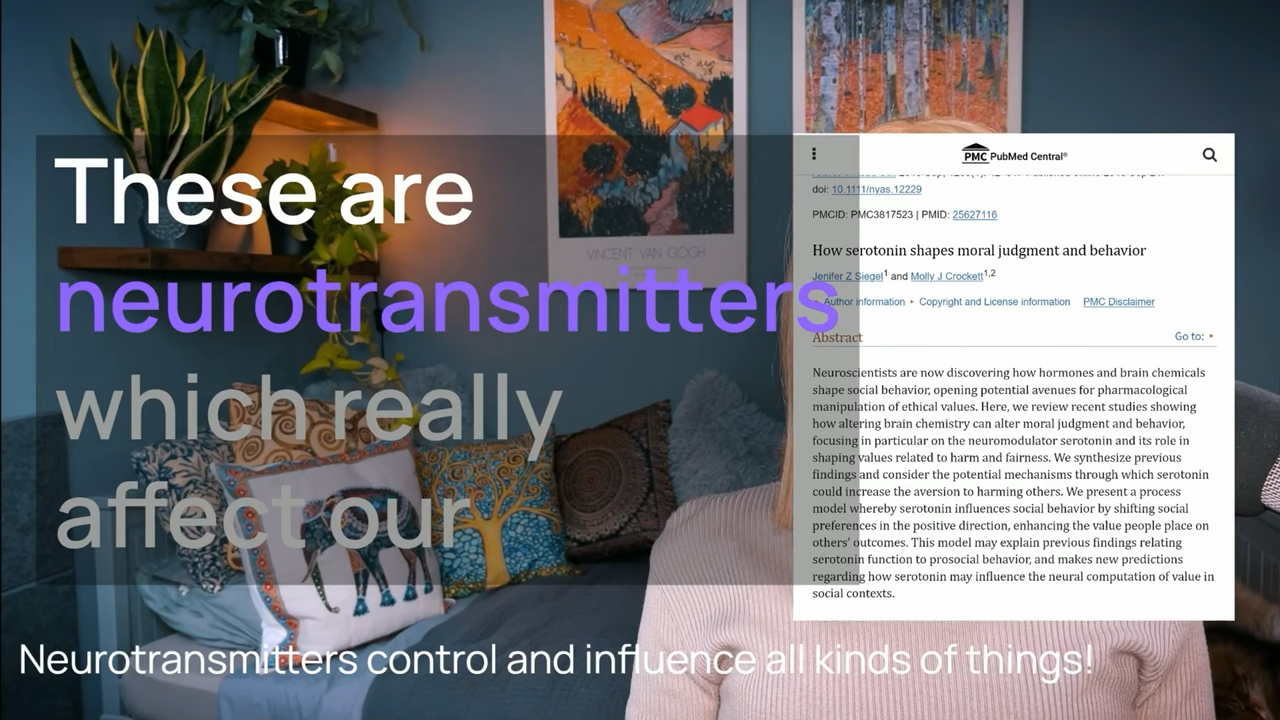 These are
neurotransmitters
which really
affect our
VINCENT VAN GOGH
PMC PubMed Central®
doi: 10.1111/nyas.12229
PMCID: PMC3817523 | PMID: 25627116
How serotonin shapes moral judgment and behavior
Jenifer Z Siegel1 and Molly J Crockett1,2
Author information ▸ Copyright and License information PMC Disclaimer
Abstract Go to: ▸
Neuroscientists are now discovering how hormones and brain chemicals
shape social behavior, opening potential avenues for pharmacological
manipulation of ethical values. Here, we review recent studies showing
how altering brain chemistry can alter moral judgment and behavior,
focusing in particular on the neuromodulator serotonin and its role in
shaping values related to harm and fairness. We synthesize previous
findings and consider the potential mechanisms through which serotonin
could increase the aversion to harming others. We present a process
model whereby serotonin influences social behavior by shifting social
preferences in the positive direction, enhancing the value people place on
others' outcomes. This model may explain previous findings relating
serotonin function to prosocial behavior, and makes new predictions
regarding how serotonin may influence the neural computation of value in
social contexts.
Neurotransmitters control and influence all kinds of things!